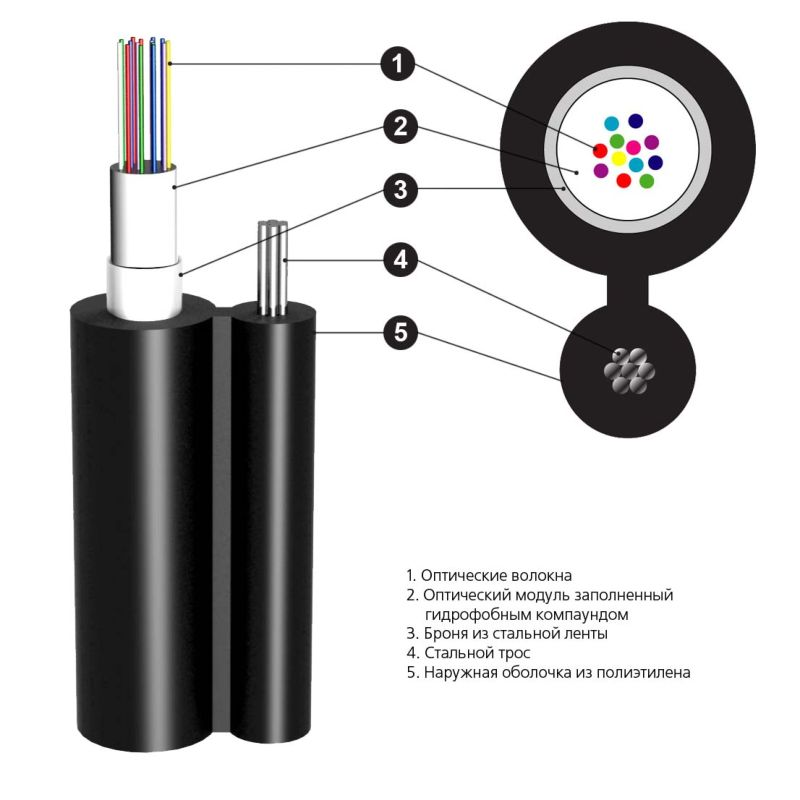 1
2
3
4
5
1. Оптические волокна
2. Оптический модуль заполненный
гидрофобным компаундом
3. Броня из стальной ленты
4. Стальной трос
5. Наружная оболочка из полиэтилена